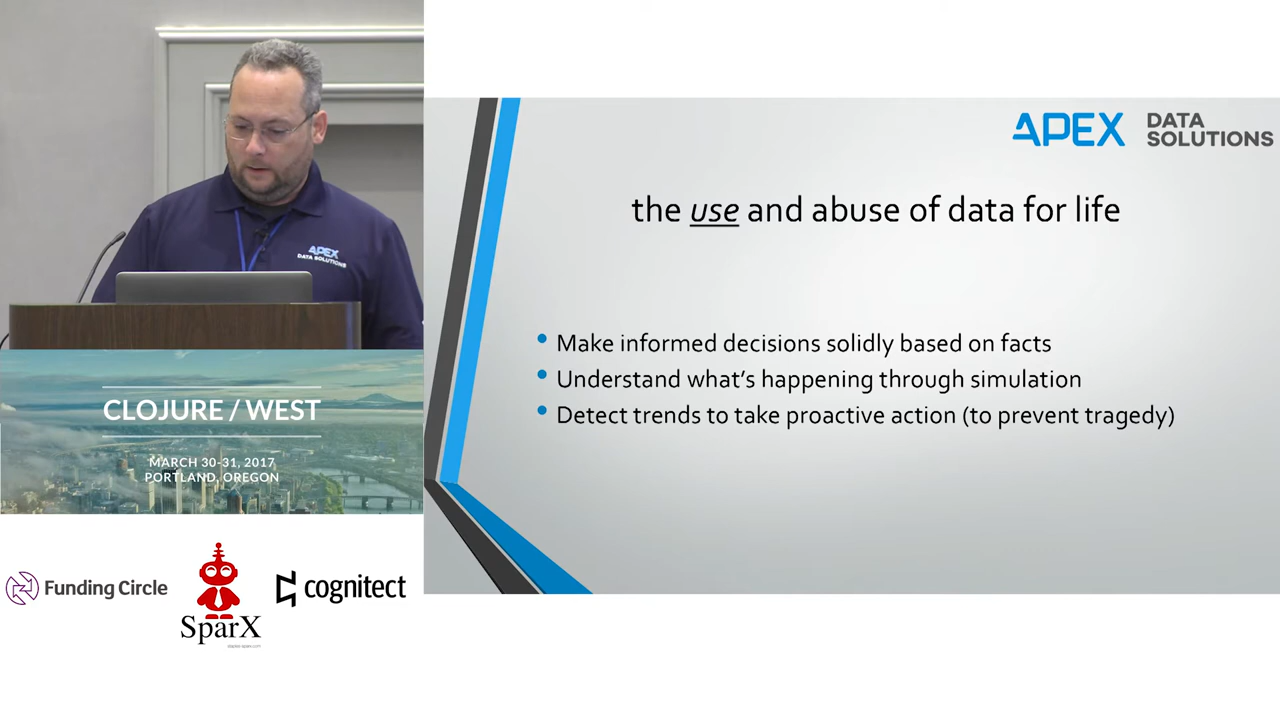 APEX
DATA SOLUTIONS
CLOJURE / WEST
MARCH 30-31, 2017
PORTLAND, OREGON
Funding Circle
SparX
cognitect
APEX DATA
SOLUTIONS
the use and abuse of data for life
• Make informed decisions solidly based on facts
• Understand what's happening through simulation
• Detect trends to take proactive action (to prevent tragedy)